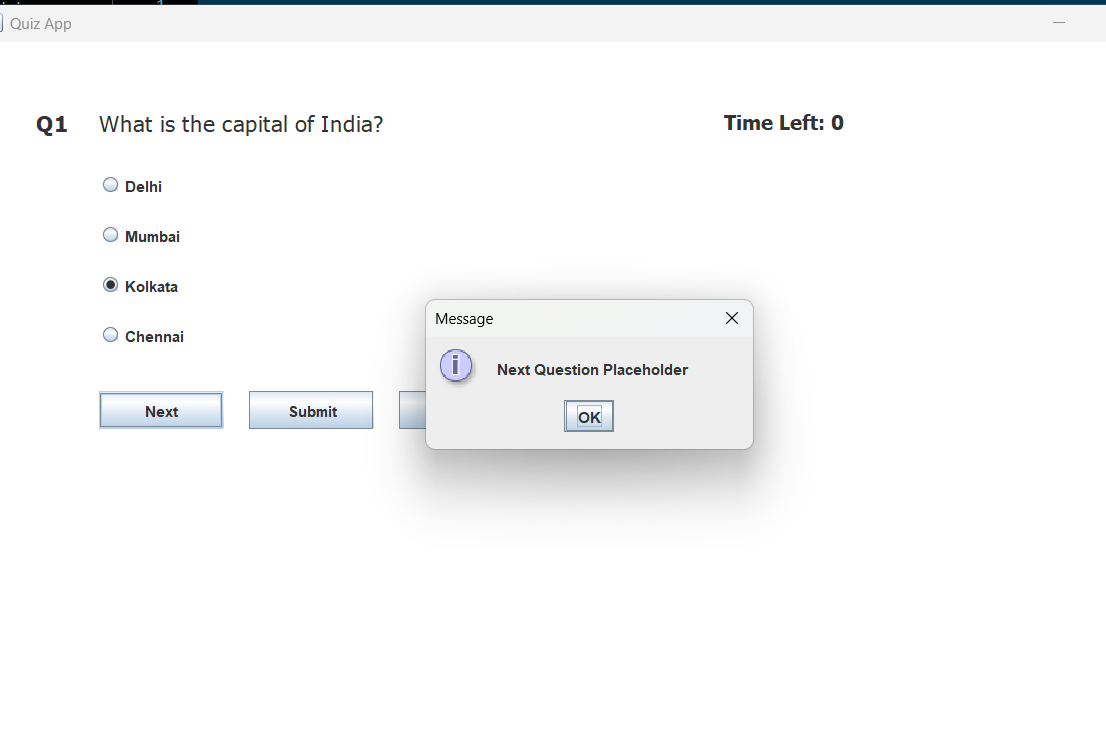 Quiz App
Q1 What is the capital of India?
Time Left: 0
Delhi
Mumbai
Kolkata
Chennai
Next
Submit
Message
Next Question Placeholder
OK